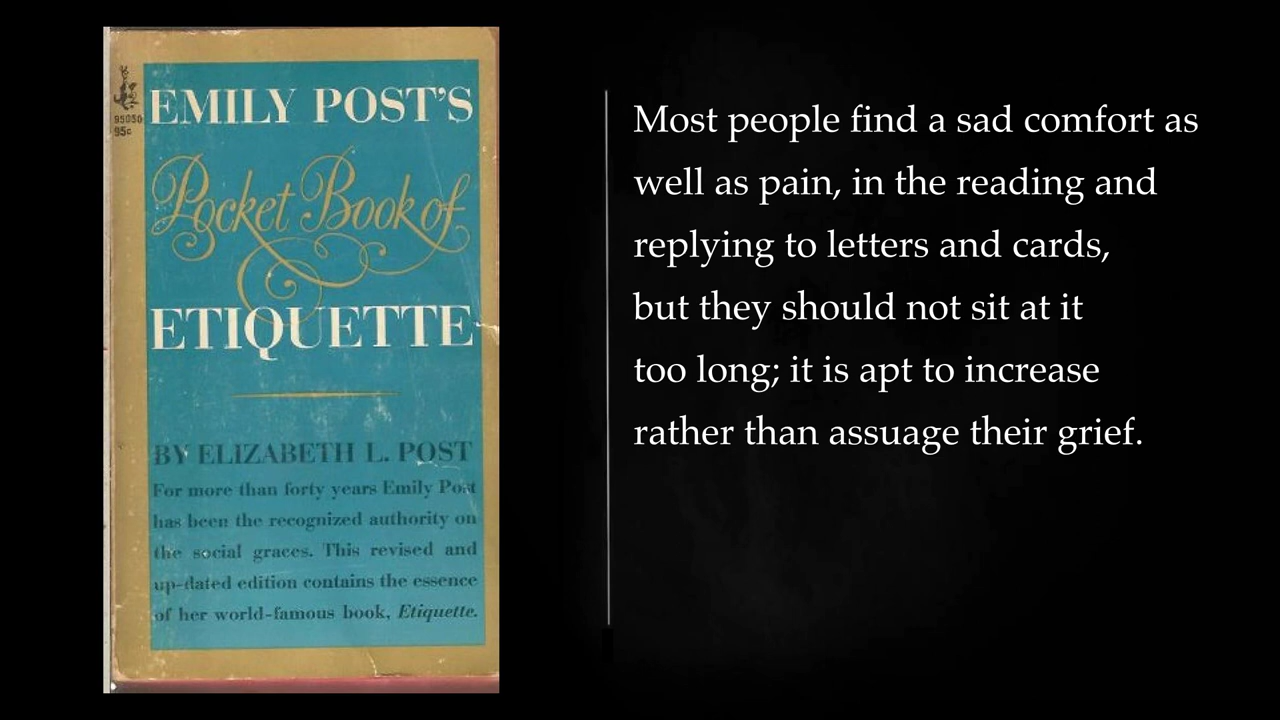 EMILY POST'S
95050
95c
Pocket Book of
ETIQUETTE
BY ELIZABETH L. POST
For more than forty years Emily Post
has been the recognized authority on
the social graces. This revised and
up-dated edition contains the essence
of her world-famous book, Etiquette.
Most people find a sad comfort as
well as pain, in the reading and
replying to letters and cards,
but they should not sit at it
too long; it is apt to increase
rather than assuage their grief.